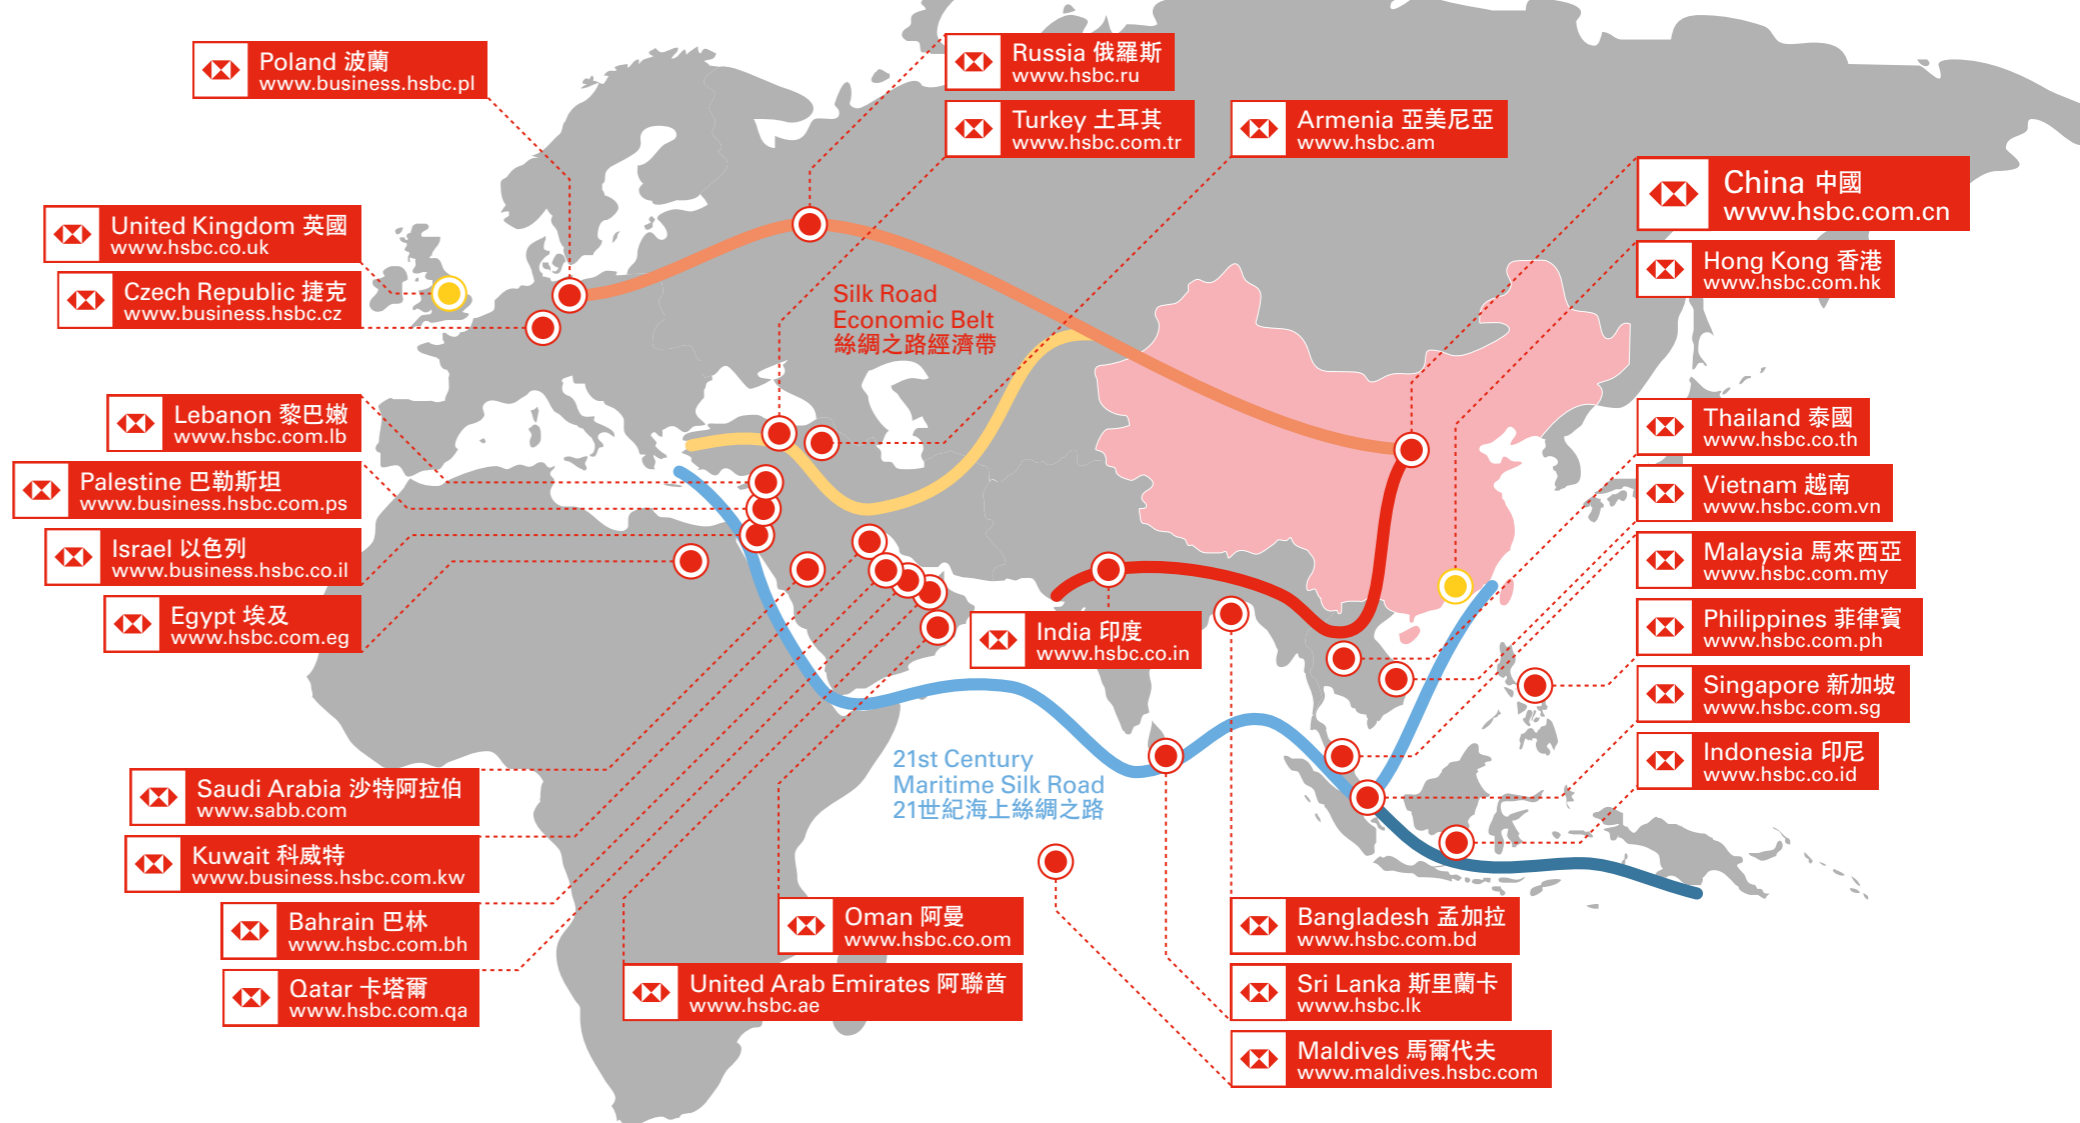 Poland 波蘭
www.business.hsbc.pl
Russia 俄羅斯
www.hsbc.ru
Turkey 土耳其
www.hsbc.com.tr
Armenia 亞美尼亞
www.hsbc.am
China 中國
www.hsbc.com.cn
Hong Kong 香港
www.hsbc.com.hk
United Kingdom 英國
www.hsbc.co.uk
Czech Republic 捷克
www.business.hsbc.cz
Silk Road
Economic Belt
絲綢之路經濟帶
Lebanon 黎巴嫩
www.hsbc.com.lb
Palestine 巴勒斯坦
www.business.hsbc.com.ps
Israel 以色列
www.business.hsbc.co.il
Egypt 埃及
www.hsbc.com.eg
Thailand 泰國
www.hsbc.co.th
Vietnam 越南
www.hsbc.com.vn
Malaysia 馬來西亞
www.hsbc.com.my
Philippines 菲律賓
www.hsbc.com.ph
Singapore 新加坡
www.hsbc.com.sg
Indonesia 印尼
www.hsbc.co.id
India 印度
www.hsbc.co.in
21st Century
Maritime Silk Road
21世紀海上絲綢之路
Saudi Arabia 沙特阿拉伯
www.sabb.com
Kuwait 科威特
www.business.hsbc.com.kw
Bahrain 巴林
www.hsbc.com.bh
Qatar 卡塔爾
www.hsbc.com.qa
Oman 阿曼
www.hsbc.co.om
United Arab Emirates 阿聯酋
www.hsbc.ae
Bangladesh 孟加拉
www.hsbc.com.bd
Sri Lanka 斯里蘭卡
www.hsbc.lk
Maldives 馬爾代夫
www.maldives.hsbc.com